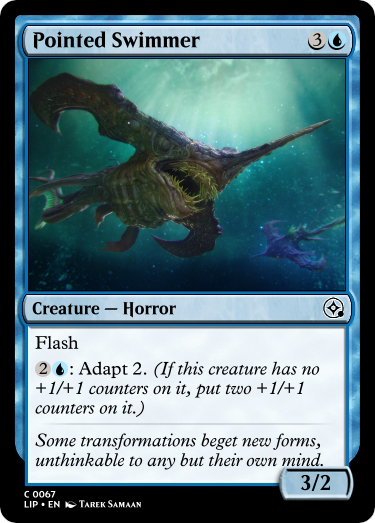 Pointed Swimmer 3
Creature — Horror
Flash
2 : Adapt 2. (If this creature has no
+1/+1 counters on it, put two +1/+1
counters on it.)
Some transformations beget new forms,
unthinkable to any but their own mind.
3/2
C 0067
LIP • EN Tarek Samaan